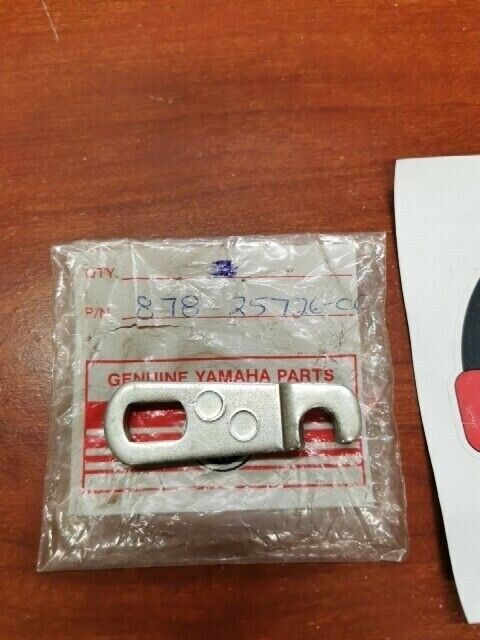 QTY.
P/N 878-25726-00
GENUINE YAMAHA PARTS